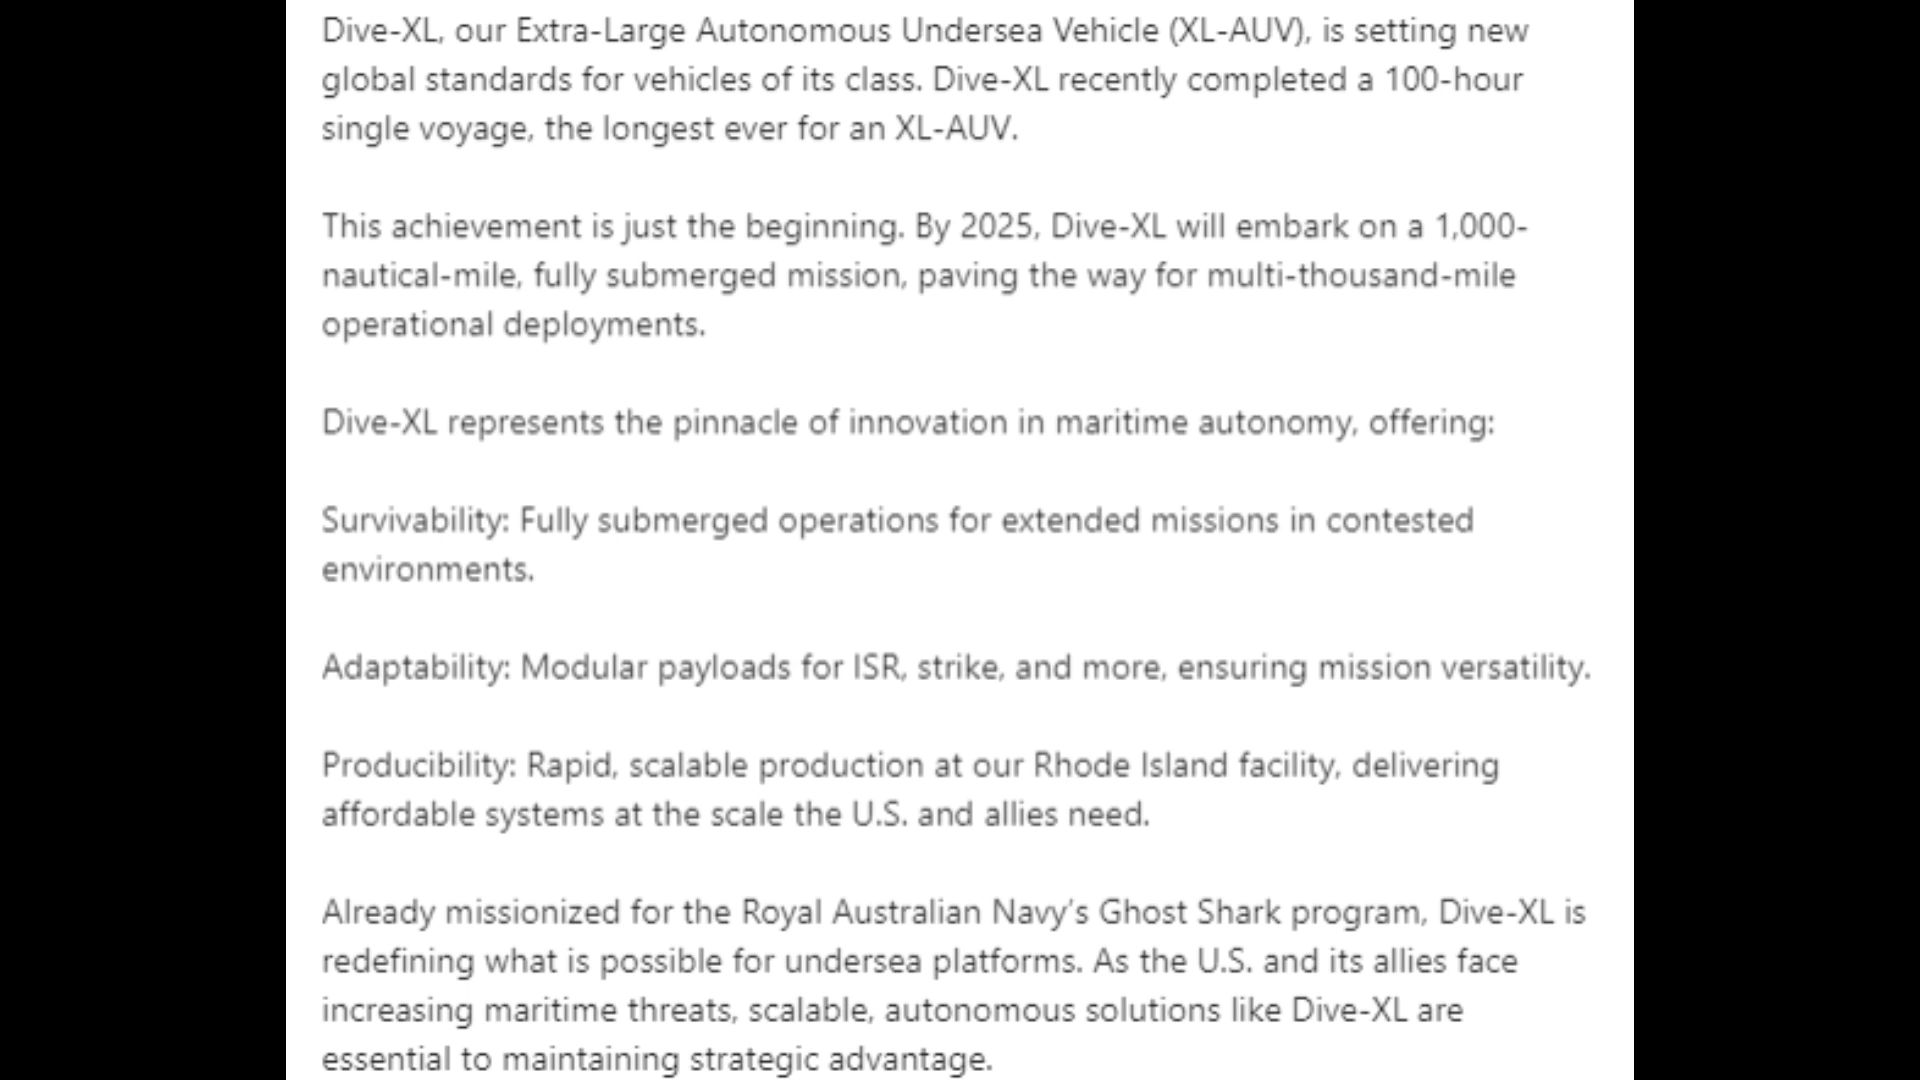 Dive-XL, our Extra-Large Autonomous Undersea Vehicle (XL-AUV), is setting new
global standards for vehicles of its class. Dive-XL recently completed a 100-hour
single voyage, the longest ever for an XL-AUV.
This achievement is just the beginning. By 2025, Dive-XL will embark on a 1,000-
nautical-mile, fully submerged mission, paving the way for multi-thousand-mile
operational deployments.
Dive-XL represents the pinnacle of innovation in maritime autonomy, offering:
Survivability: Fully submerged operations for extended missions in contested
environments.
Adaptability: Modular payloads for ISR, strike, and more, ensuring mission versatility.
Producibility: Rapid, scalable production at our Rhode Island facility, delivering
affordable systems at the scale the U.S. and allies need.
Already missionized for the Royal Australian Navy’s Ghost Shark program, Dive-XL is
redefining what is possible for undersea platforms. As the U.S. and its allies face
increasing maritime threats, scalable, autonomous solutions like Dive-XL are
essential to maintaining strategic advantage.